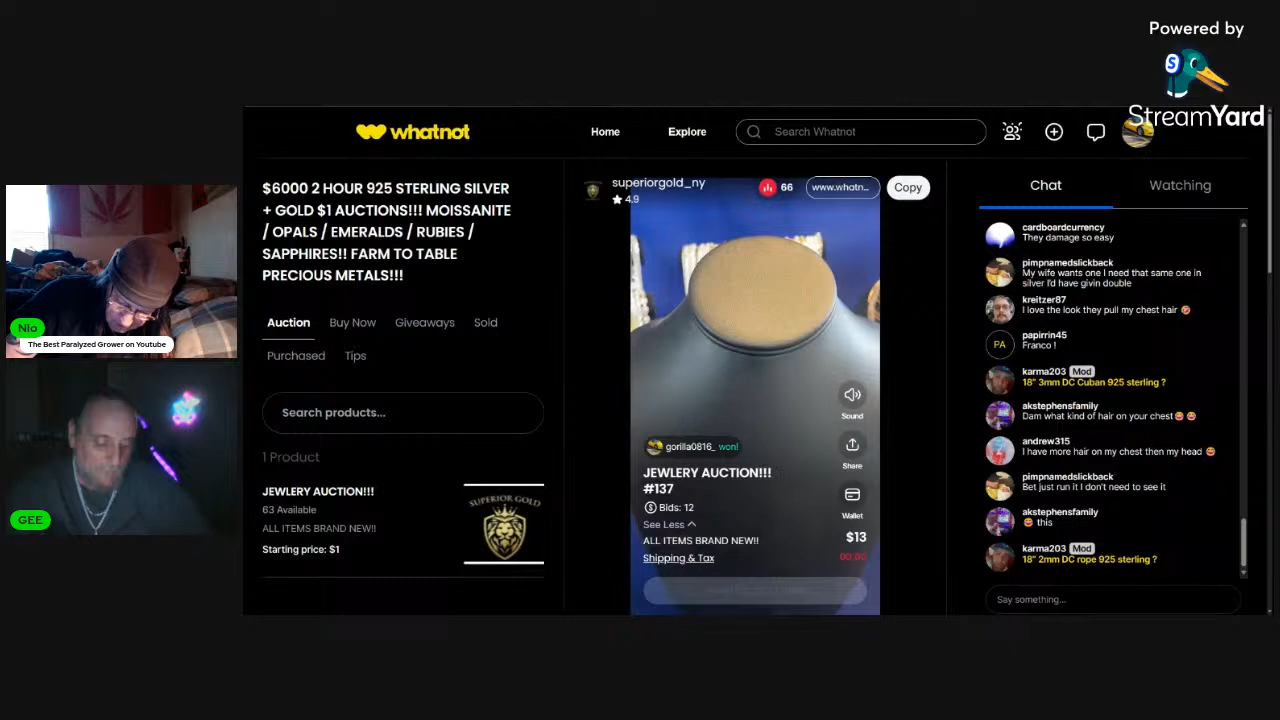 Powered by
StreamYard
whatnot
Home
Explore
Search Whatnot
$6000 2 HOUR 925 STERLING SILVER
+ GOLD $1 AUCTIONS!!! MOISSANITE
/ OPALS / EMERALDS / RUBIES /
SAPPHIRES!! FARM TO TABLE
PRECIOUS METALS!!!
Auction
Buy Now
Giveaways
Sold
Purchased
Tips
Search products...
1 Product
JEWLERY AUCTION!!!
63 Available
ALL ITEMS BRAND NEW!!
Starting price: $1
SUPERIOR GOLD
superiorgold_ny
4.9
66
www.whatn...
Copy
Sound
Share
Wallet
gorilla0816_ won!
JEWLERY AUCTION!!!
#137
Bids: 12
See Less
ALL ITEMS BRAND NEW!!
$13
Shipping & Tax
00:00
Chat
Watching
cardboardcurrency
They damage so easy
pimpnamedslickback
My wife wants one I need that same one in
silver I'd have givin double
kreitzer87
I love the look they pull my chest hair
PA
papirrin45
Franco !
karma203 Mod
18" 3mm DC Cuban 925 sterling ?
akstephensfamily
Dam what kind of hair on your chest
andrew315
I have more hair on my chest then my head
pimpnamedslickback
Bet just run it I don't need to see it
akstephensfamily
this
karma203 Mod
18" 2mm DC rope 925 sterling ?
Say something...
Nio
The Best Paralyzed Grower on Youtube
GEE